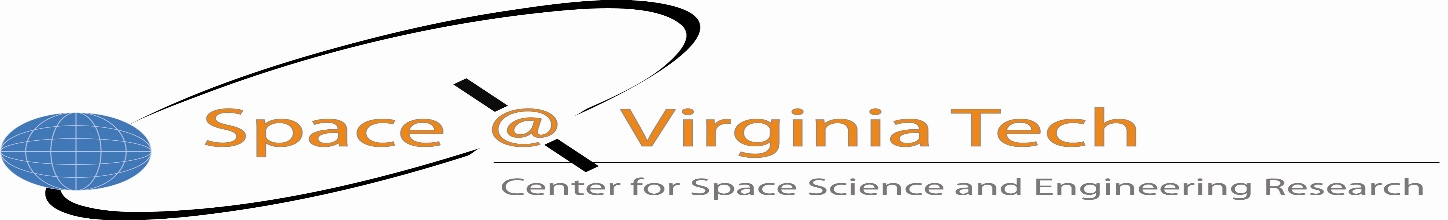 Space @ Virginia Tech
Center for Space Science and Engineering Research